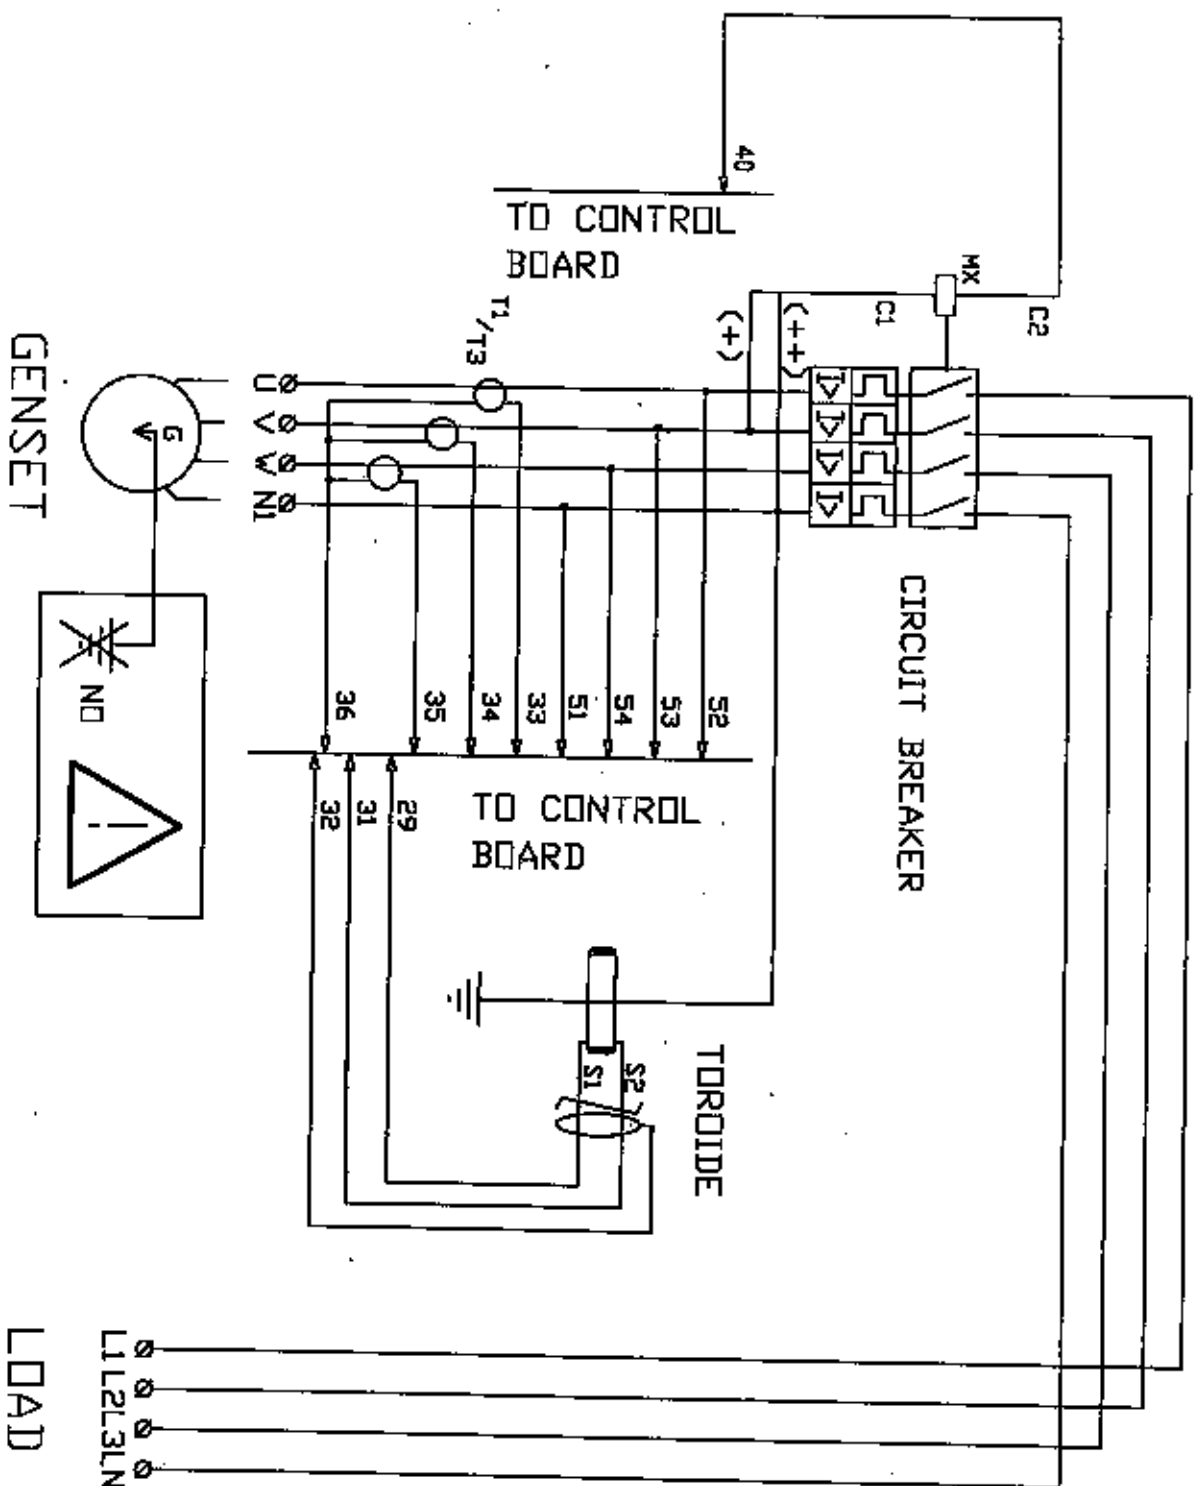 40
TO CONTROL
BOARD
MX
C2
C1
(++)
(+)
T1/T3
GENSET
G
U
V
W
N1
CIRCUIT BREAKER
NO
!
36
35
34
33
51
54
53
52
32
31
29
TO CONTROL
BOARD
S1
S2
TOROIDE
LOAD
L1
L2
L3
LN